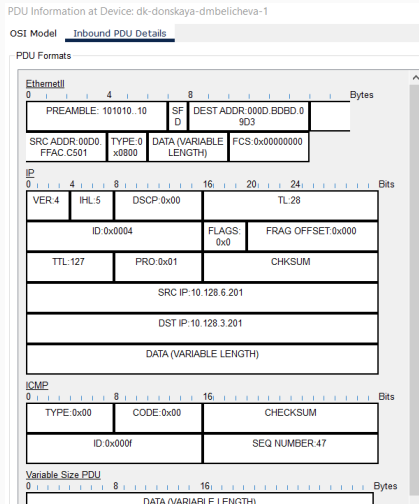 PDU Information at Device: dk-donskaya-dmbelicheva-1
OSI Model Inbound PDU Details
PDU Formats
EthernetII
0 4 8 Bytes
PREAMBLE: 101010..10 SF D DEST ADDR:000D.BDBD.0 9D3
SRC ADDR:00D0. FFAC.C501 TYPE:0 x0800 DATA (VARIABLE LENGTH) FCS:0x00000000
IP
0 4 8 16 20 24 Bits
VER:4 IHL:5 DSCP:0x00 TL:28
ID:0x0004 FLAGS: 0x0 FRAG OFFSET:0x000
TTL:127 PRO:0x01 CHKSUM
SRC IP:10.128.6.201
DST IP:10.128.3.201
DATA (VARIABLE LENGTH)
ICMP
0 8 16 Bits
TYPE:0x00 CODE:0x00 CHECKSUM
ID:0x000f SEQ NUMBER:47
Variable Size PDU
0 8 16 Bytes
DATA (VARIABLE LENGTH)